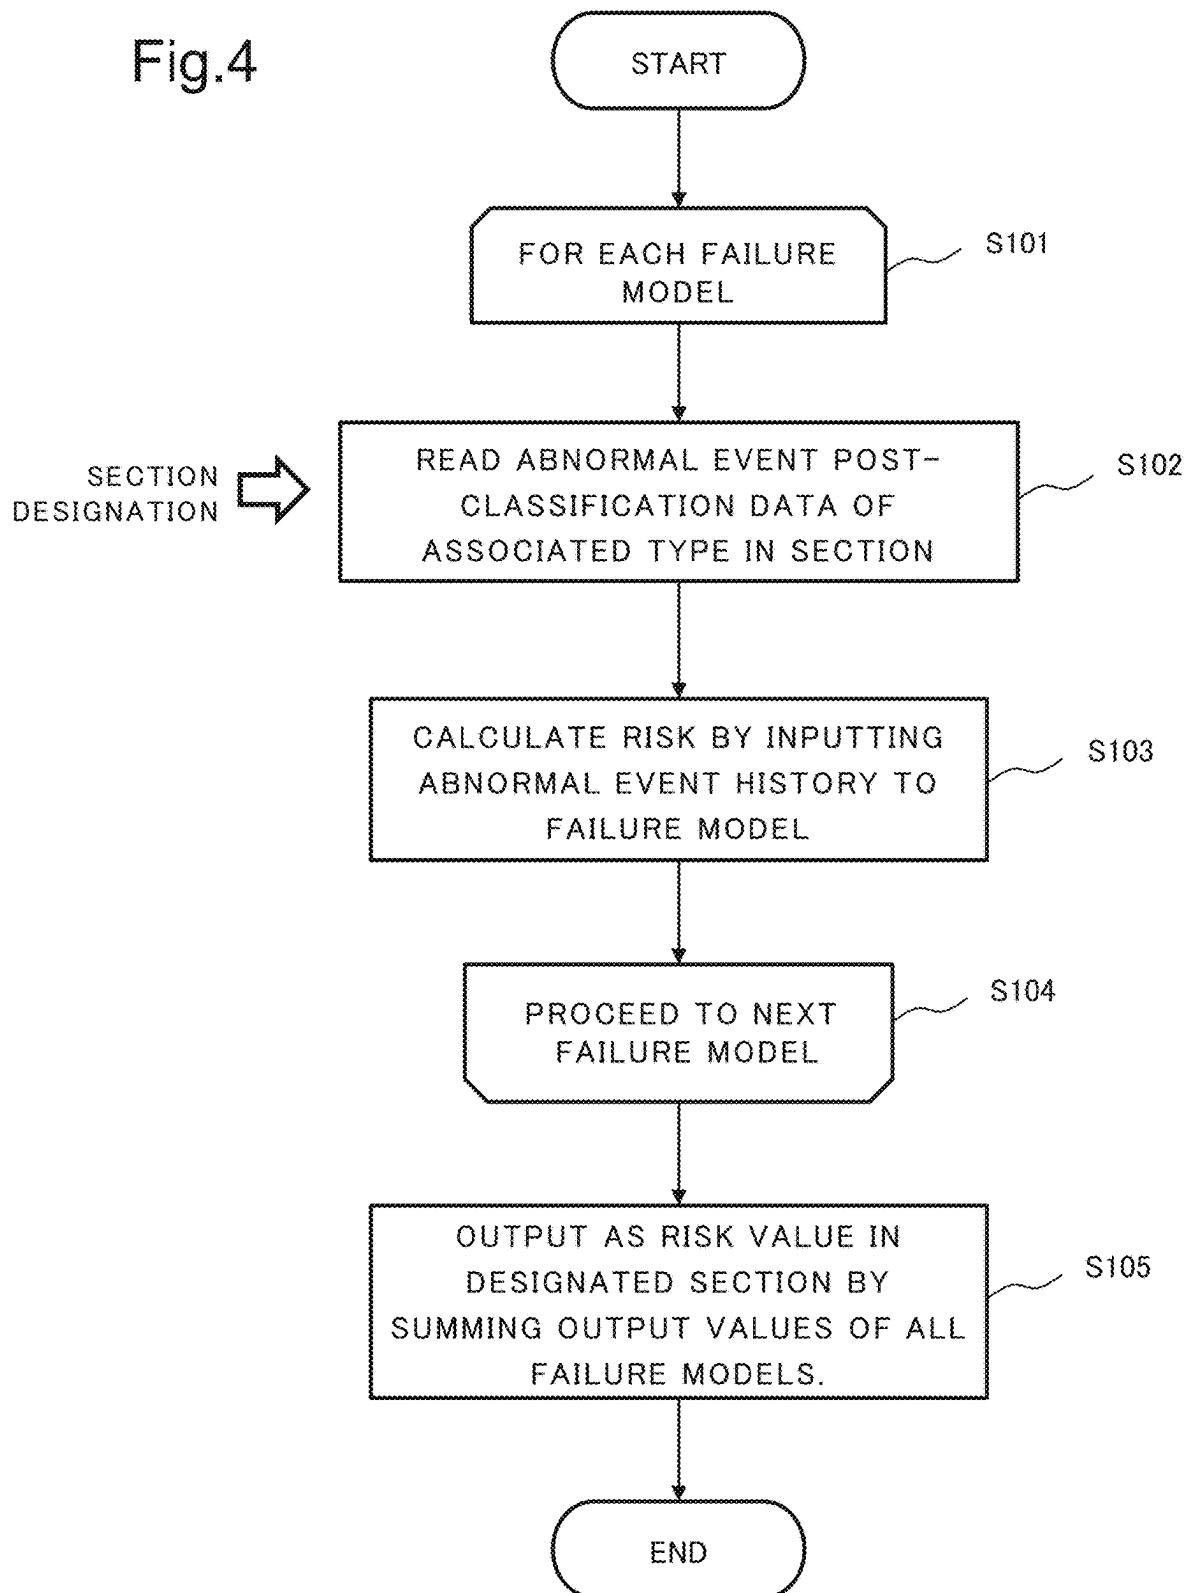 Fig.4
START
FOR EACH FAILURE
MODEL
S101
SECTION
DESIGNATION
READ ABNORMAL EVENT POST-
CLASSIFICATION DATA OF
ASSOCIATED TYPE IN SECTION
S102
CALCULATE RISK BY INPUTTING
ABNORMAL EVENT HISTORY TO
FAILURE MODEL
S103
PROCEED TO NEXT
FAILURE MODEL
S104
OUTPUT AS RISK VALUE IN
DESIGNATED SECTION BY
SUMMING OUTPUT VALUES OF ALL
FAILURE MODELS.
S105
END